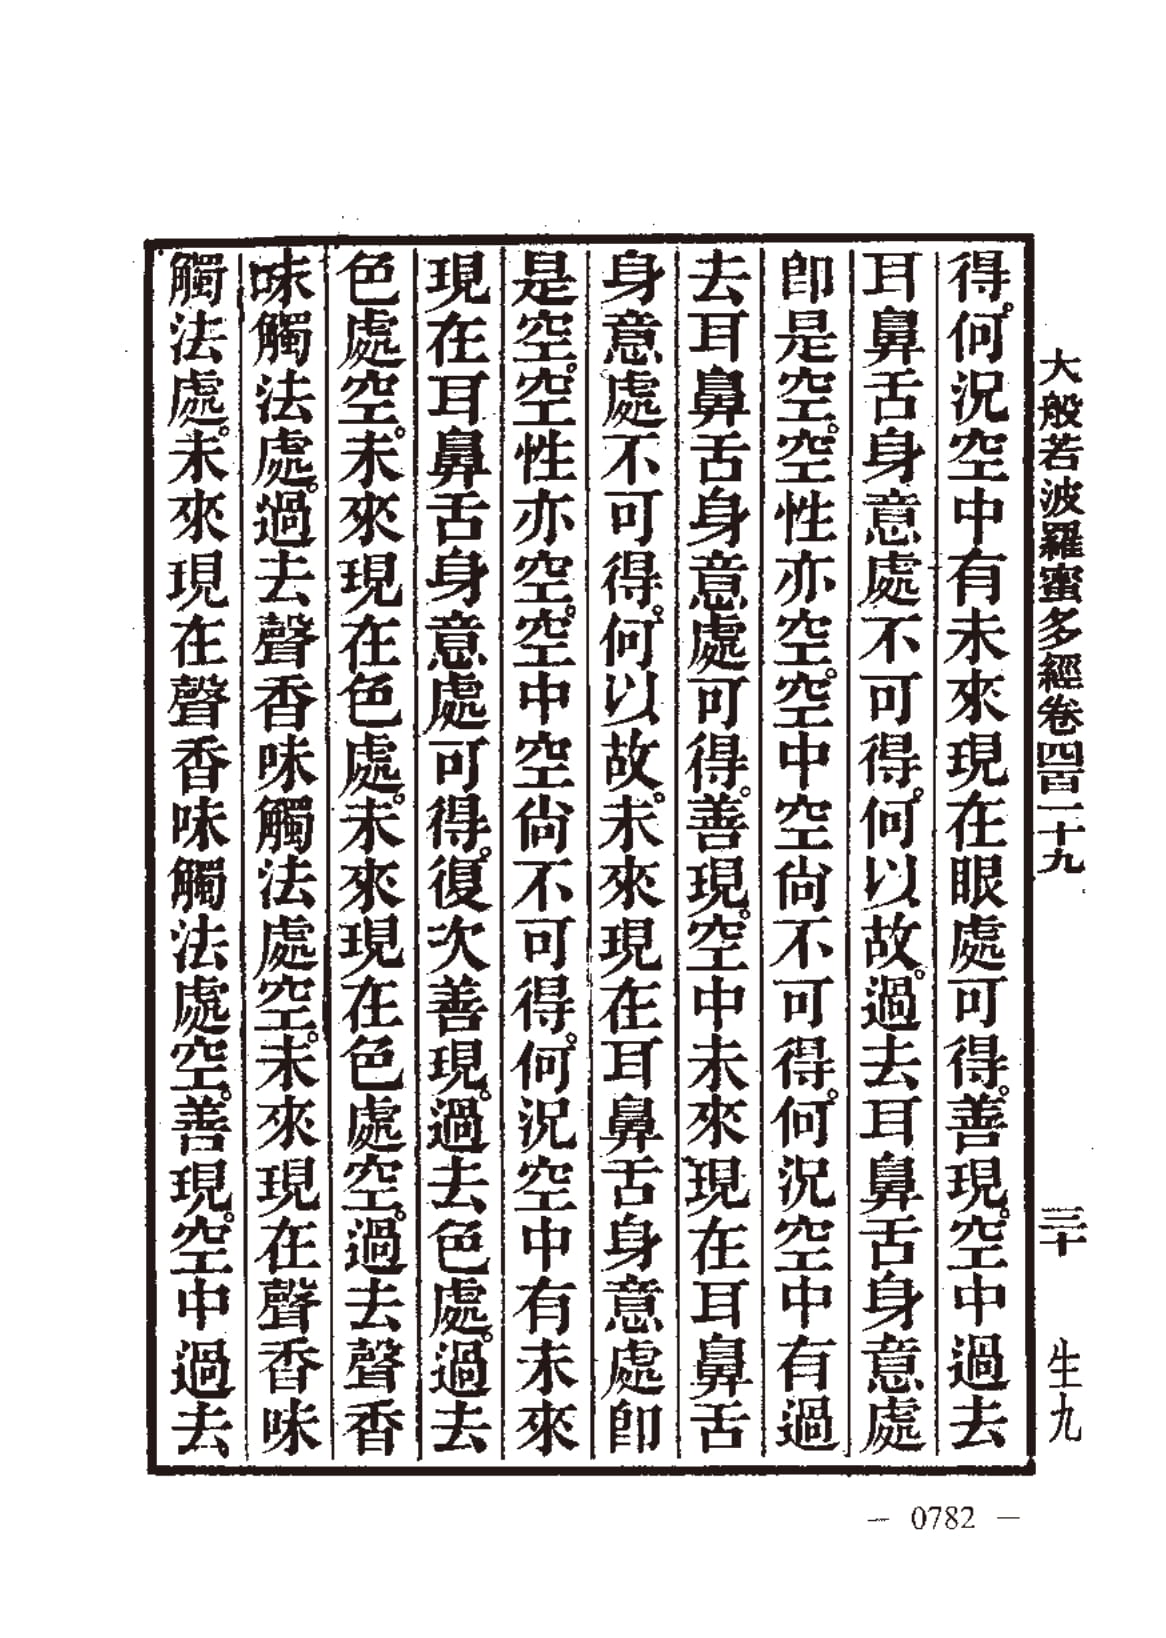 大般若波羅蜜多經卷四百一十九　三十　生九
得。何況空中有未來現在眼處可得。善現。空中過去
耳鼻舌身意處不可得。何以故。過去耳鼻舌身意處
卽是空。空性亦空。空中空尚不可得。何況空中有過
去耳鼻舌身意處可得。善現。空中未來現在耳鼻舌
身意處不可得。何以故。未來現在耳鼻舌身意處卽
是空。空性亦空。空中空尚不可得。何況空中有未來
現在耳鼻舌身意處可得。復次善現。過去色處。過去
色處空。未來現在色處。未來現在色處空。過去聲香
味觸法處。過去聲香味觸法處空。未來現在聲香味
觸法處。未來現在聲香味觸法處空。善現。空中過去
— 0782 —